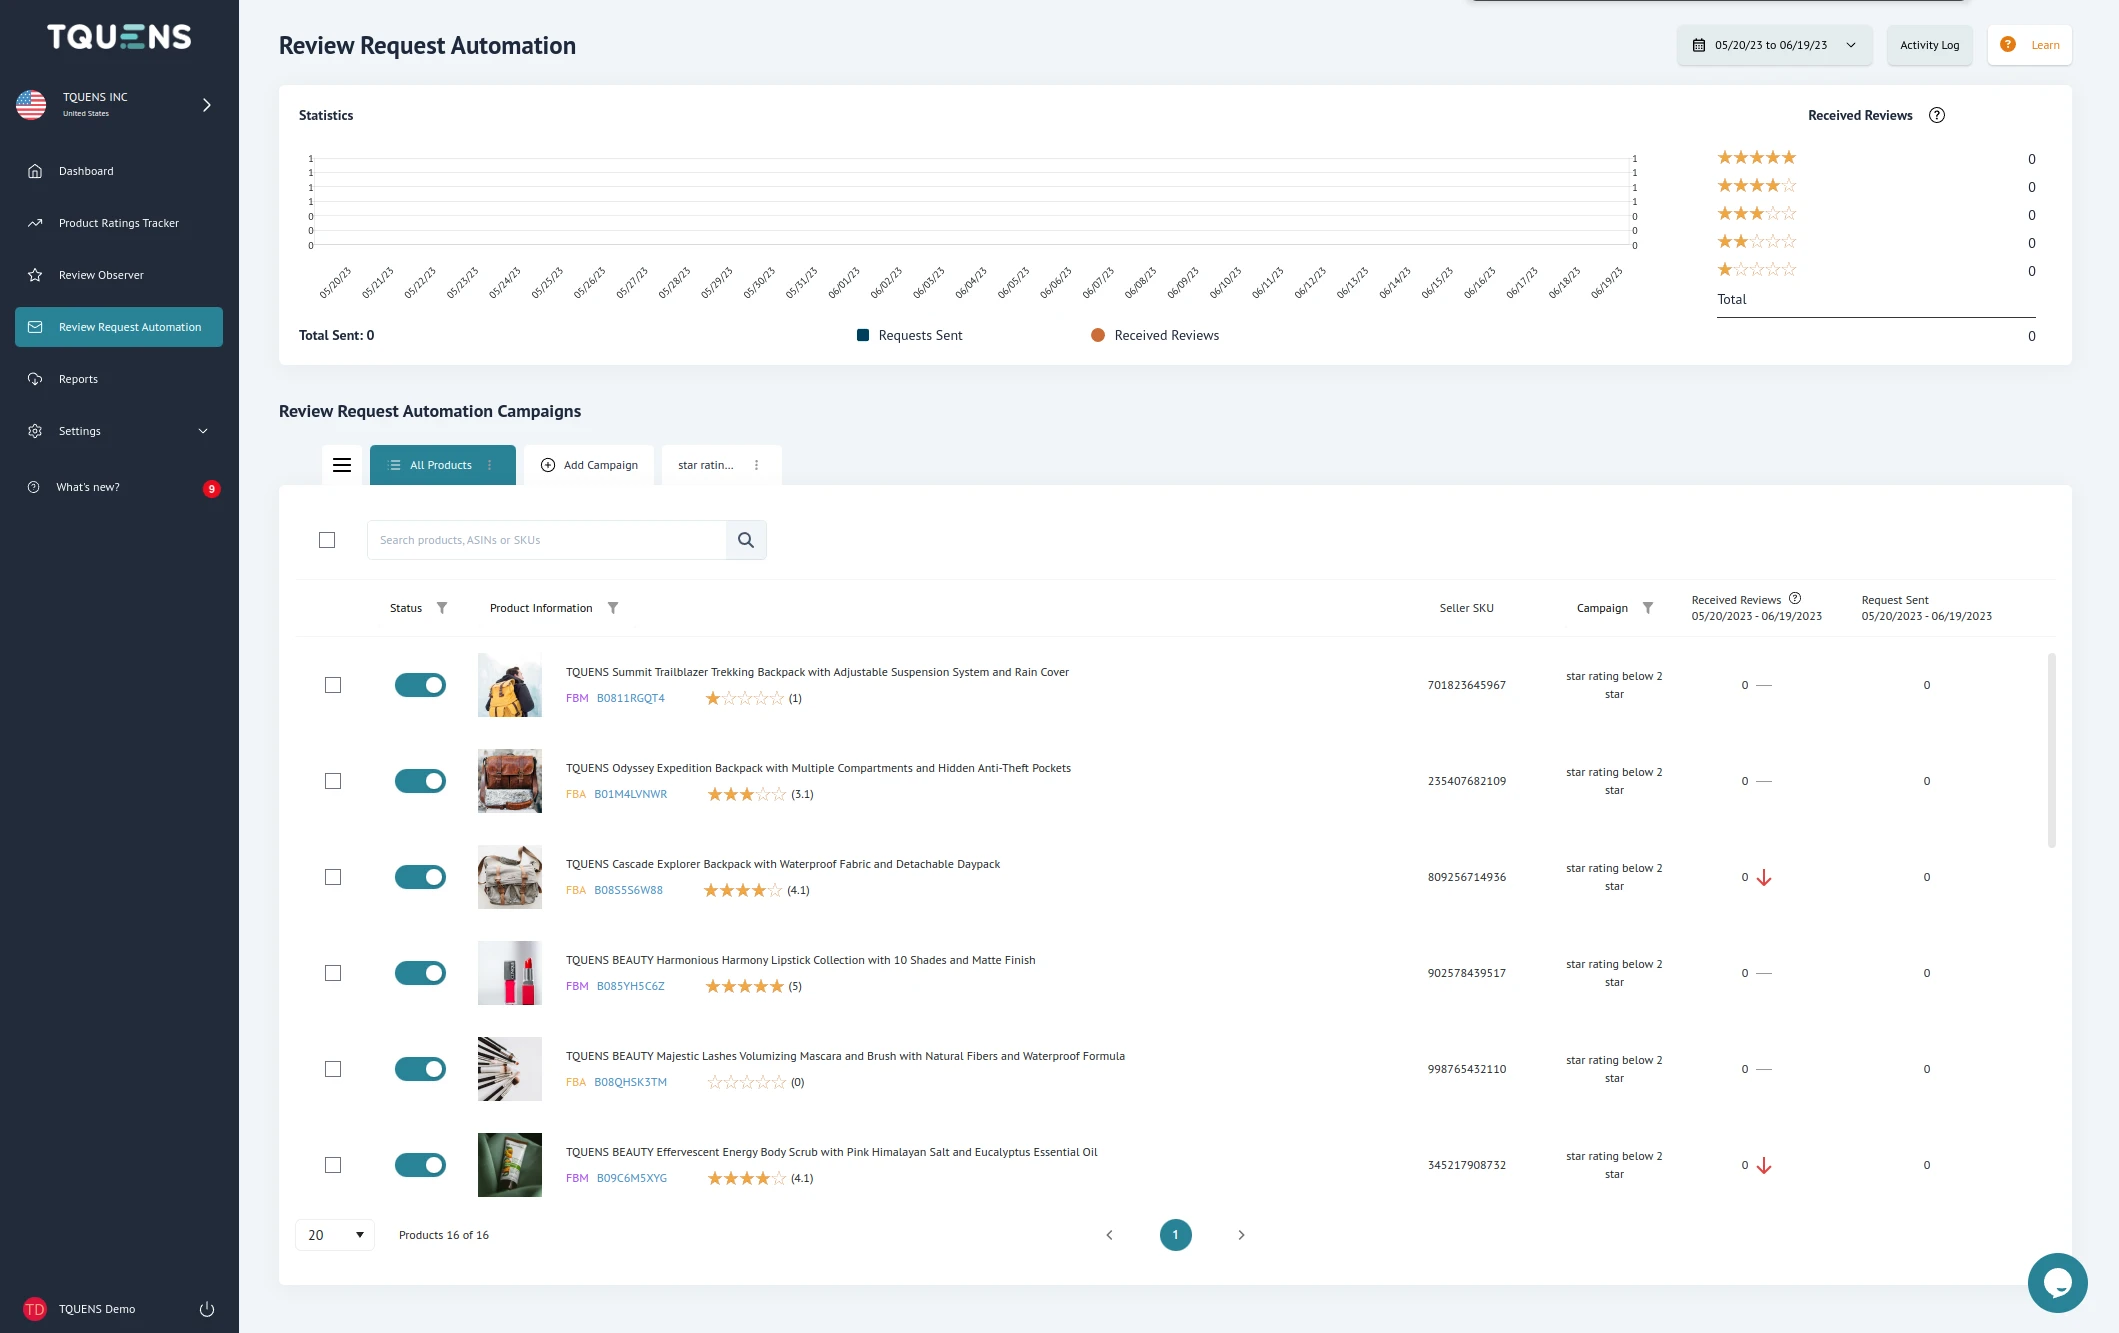 TQUENS
TQUENS INC
United States
Dashboard
Product Ratings Tracker
Review Observer
Review Request Automation
Reports
Settings
What's new?
9
TD
TQUENS Demo
Review Request Automation
05/20/23 to 06/19/23
Activity Log
? Learn
Statistics
1
1
1
1
0
0
0
1
1
1
1
0
0
0
05/20/23 05/21/23 05/22/23 05/23/23 05/24/23 05/25/23 05/26/23 05/27/23 05/28/23 05/29/23 05/30/23 05/31/23 06/01/23 06/02/23 06/03/23 06/04/23 06/05/23 06/06/23 06/07/23 06/08/23 06/09/23 06/10/23 06/11/23 06/12/23 06/13/23 06/14/23 06/15/23 06/16/23 06/17/23 06/18/23 06/19/23
Total Sent: 0
Requests Sent
Received Reviews
Received Reviews ?
0
0
0
0
0
Total
0
Review Request Automation Campaigns
All Products
Add Campaign
star ratin...
Search products, ASINs or SKUs
Status
Product Information
Seller SKU
Campaign
Received Reviews ?
05/20/2023 - 06/19/2023
Request Sent
05/20/2023 - 06/19/2023
TQUENS Summit Trailblazer Trekking Backpack with Adjustable Suspension System and Rain Cover
FBM B0811RGQT4 (1)
701823645967
star rating below 2
star
0
0
TQUENS Odyssey Expedition Backpack with Multiple Compartments and Hidden Anti-Theft Pockets
FBA B01M4LVNWR (3.1)
235407682109
star rating below 2
star
0
0
TQUENS Cascade Explorer Backpack with Waterproof Fabric and Detachable Daypack
FBA B08S5S6W88 (4.1)
809256714936
star rating below 2
star
0
0
TQUENS BEAUTY Harmonious Harmony Lipstick Collection with 10 Shades and Matte Finish
FBM B085YH5C6Z (5)
902578439517
star rating below 2
star
0
0
TQUENS BEAUTY Majestic Lashes Volumizing Mascara and Brush with Natural Fibers and Waterproof Formula
FBA B08QHSK3TM (0)
998765432110
star rating below 2
star
0
0
TQUENS BEAUTY Effervescent Energy Body Scrub with Pink Himalayan Salt and Eucalyptus Essential Oil
FBM B09C6M5XYG (4.1)
345217908732
star rating below 2
star
0
0
20
Products 16 of 16
1